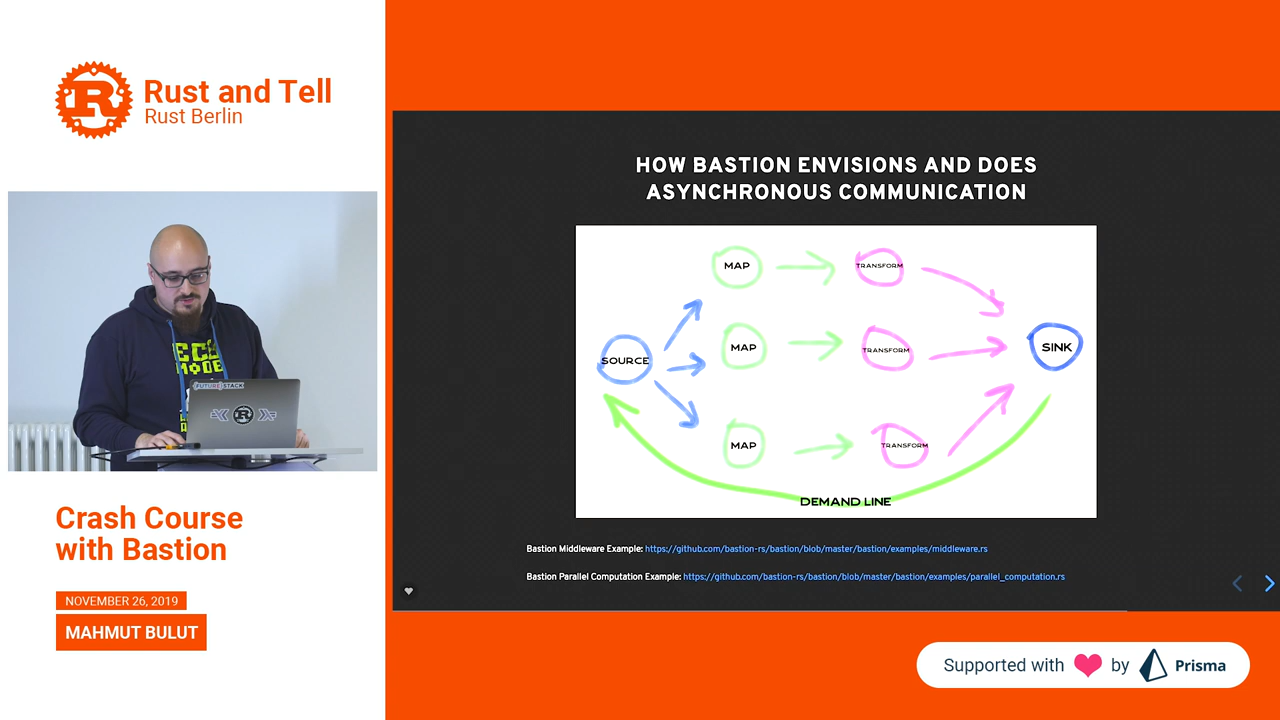 Rust and Tell
Rust Berlin
HOW BASTION ENVISIONS AND DOES
ASYNCHRONOUS COMMUNICATION
MAP
TRANSFORM
SOURCE
MAP
TRANSFORM
SINK
MAP
TRANSFORM
DEMAND LINE
Bastion Middleware Example: https://github.com/bastion-rs/bastion/blob/master/bastion/examples/middleware.rs
Bastion Parallel Computation Example: https://github.com/bastion-rs/bastion/blob/master/bastion/examples/parallel_computation.rs
FUTURESTACK
R
Crash Course
with Bastion
NOVEMBER 26, 2019
MAHMUT BULUT
Supported with by Prisma